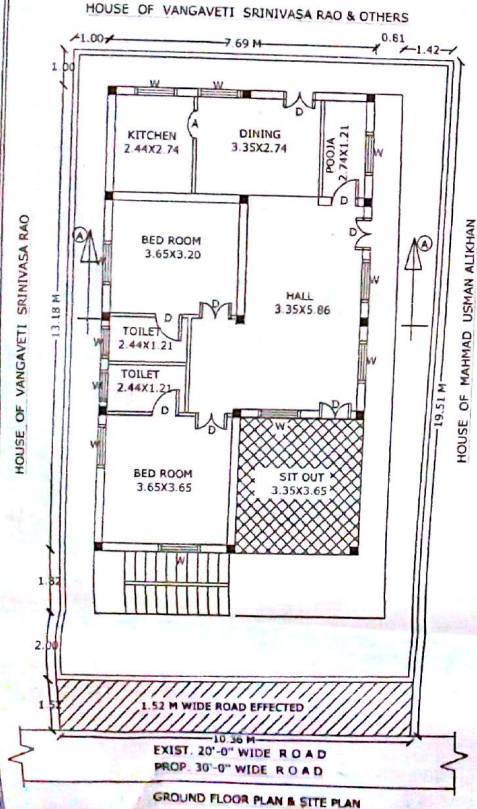 HOUSE OF VANGAVETI SRINIVASA RAO & OTHERS
1.00
7.69 M
0.61
1.42
1.00
W
W
D
KITCHEN
2.44X2.74
A
DINING
3.35X2.74
POOJA
2.74X1.21
W
D
D
A
A
BED ROOM
3.65X3.20
W
W
HALL
3.35X5.86
HOUSE OF VANGAVETI SRINIVASA RAO
13.18 M
HOUSE OF MAHMAD USMAN ALIKHAN
19.51 M
D
D
TOILET
2.44X1.21
W
TOILET
2.44X1.21
W
W
D
D
D
W
W
BED ROOM
3.65X3.65
SIT OUT
3.35X3.65
W
1.82
2.00
1.52
1.52 M WIDE ROAD EFFECTED
10.36 M
EXIST. 20'-0" WIDE ROAD
PROP. 30'-0" WIDE ROAD
GROUND FLOOR PLAN & SITE PLAN